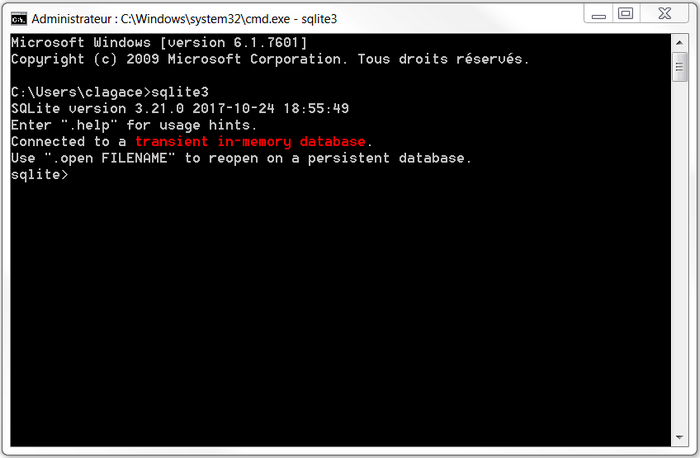 Administrateur : C:\Windows\system32\cmd.exe - sqlite3
Microsoft Windows [version 6.1.7601]
Copyright (c) 2009 Microsoft Corporation. Tous droits réservés.
C:\Users\clagace>sqlite3
SQLite version 3.21.0 2017-10-24 18:55:49
Enter ".help" for usage hints.
Connected to a transient in-memory database.
Use ".open FILENAME" to reopen on a persistent database.
sqlite>